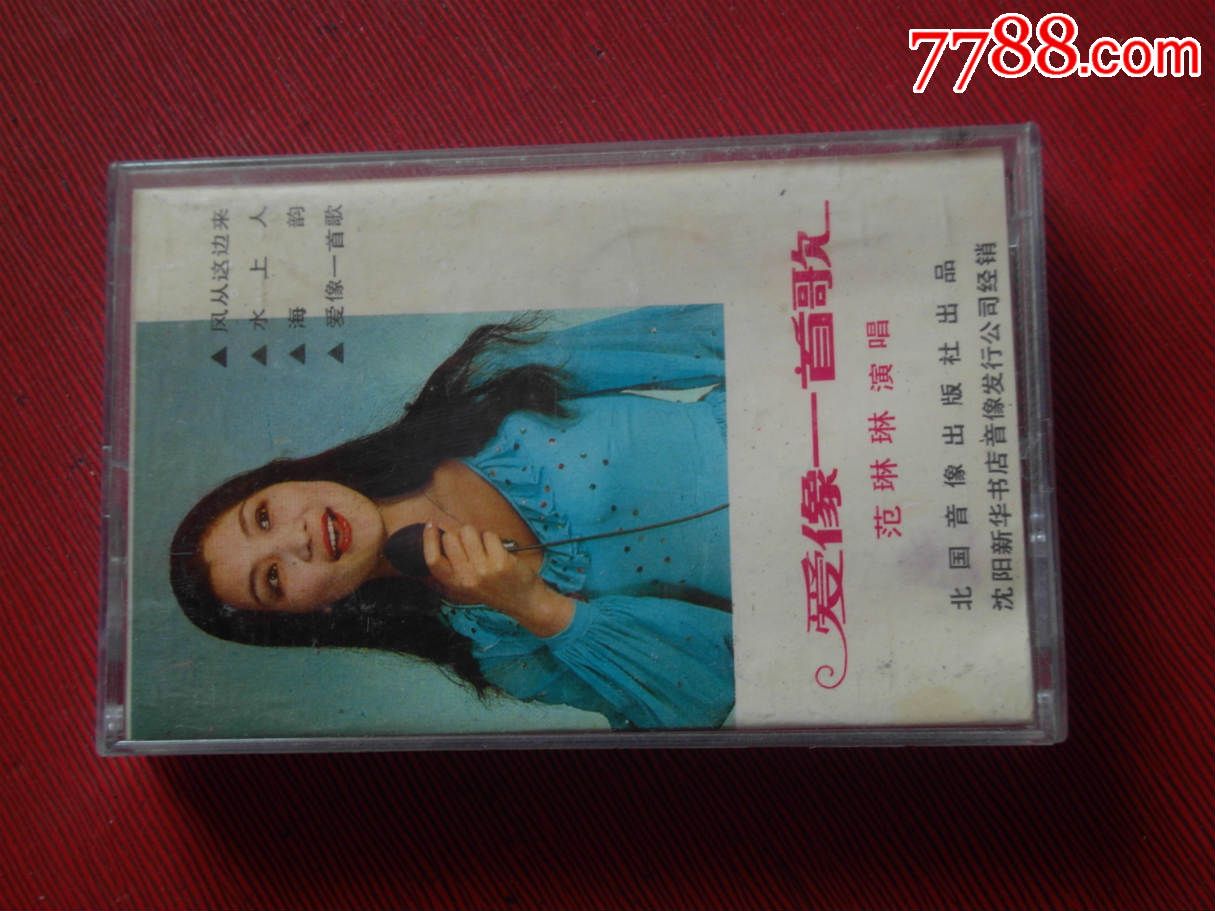 7788.com
▲风从这边来
▲水上人
▲海韵
▲爱像一首歌
爱像一首歌
范琳琳演唱
北国音像出版社出品
沈阳新华书店音像发行公司经销